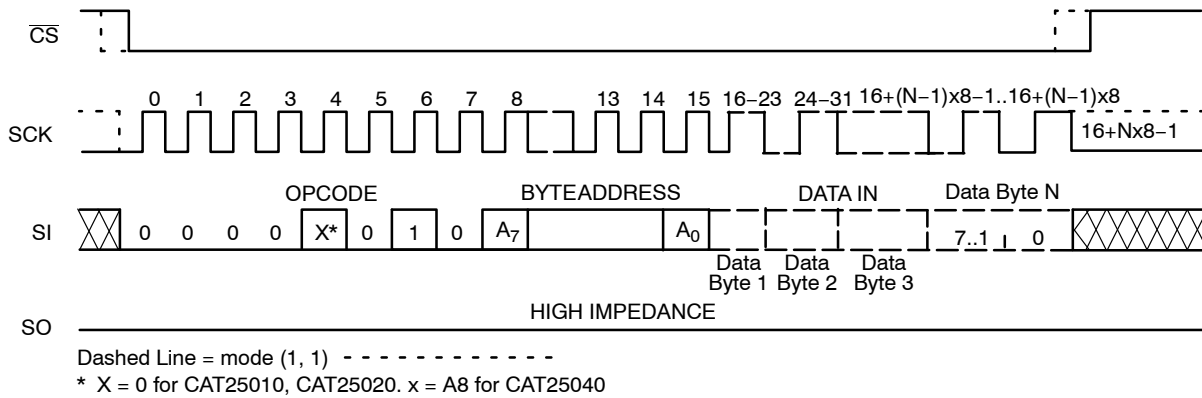 CS
0 1 2 3 4 5 6 7 8 13 14 15 16−23 24−31 16+(N−1)x8−1..16+(N−1)x8
SCK
16+Nx8−1
OPCODE BYTEADDRESS DATA IN Data Byte N
SI 0 0 0 0 X* 0 1 0 A7 A0 7..1 0
Data Byte 1
Data Byte 2
Data Byte 3
HIGH IMPEDANCE
SO
Dashed Line = mode (1, 1)
* X = 0 for CAT25010, CAT25020. x = A8 for CAT25040